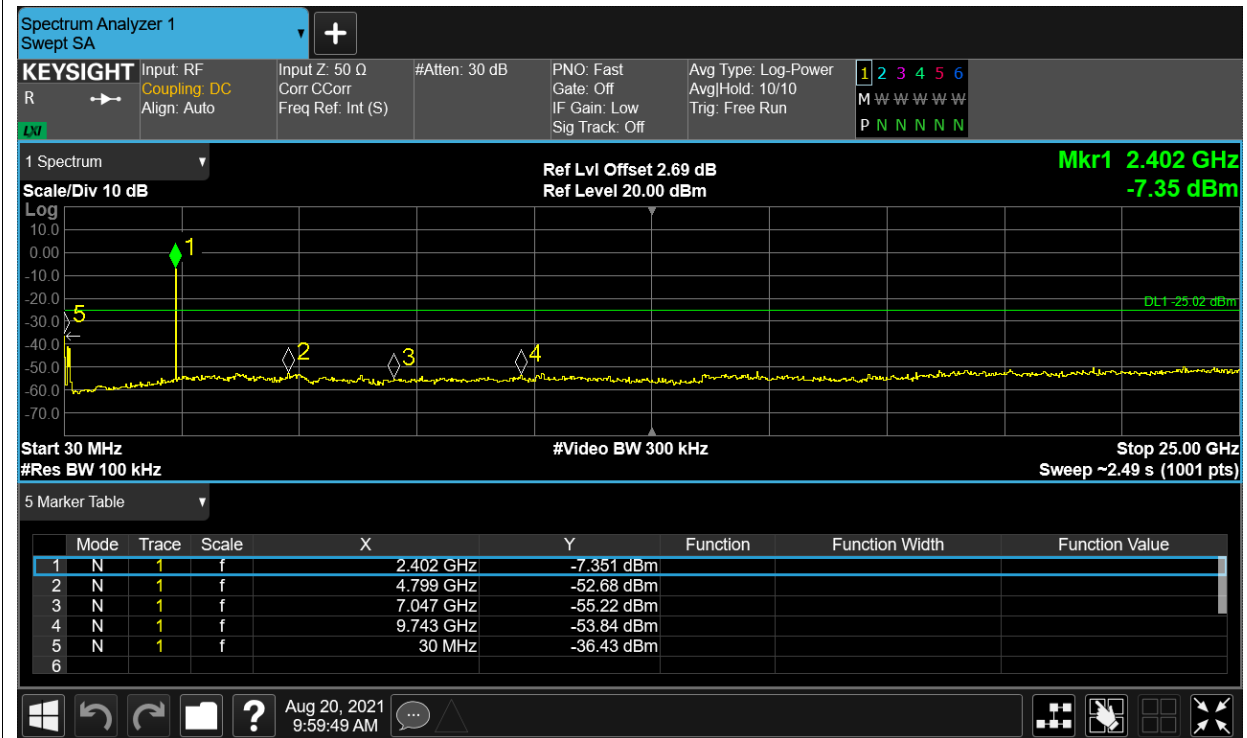 Spectrum Analyzer 1
Swept SA
+
KEYSIGHT
R
LXI
Input: RF
Coupling: DC
Align: Auto
Input Z: 50 Ω
Corr CCorr
Freq Ref: Int (S)
#Atten: 30 dB
PNO: Fast
Gate: Off
IF Gain: Low
Sig Track: Off
Avg Type: Log-Power
Avg|Hold: 10/10
Trig: Free Run
1 2 3 4 5 6
M W W W W W
P N N N N N
1 Spectrum
Scale/Div 10 dB
Ref Lvl Offset 2.69 dB
Ref Level 20.00 dBm
Mkr1 2.402 GHz
-7.35 dBm
Log
10.0
0.00
-10.0
-20.0
-30.0
-40.0
-50.0
-60.0
-70.0
1
5
2
3
4
DL1 -25.02 dBm
Start 30 MHz
#Res BW 100 kHz
#Video BW 300 kHz
Stop 25.00 GHz
Sweep ~2.49 s (1001 pts)
5 Marker Table
Mode Trace Scale X Y Function Function Width Function Value
1 N 1 f 2.402 GHz -7.351 dBm
2 N 1 f 4.799 GHz -52.68 dBm
3 N 1 f 7.047 GHz -55.22 dBm
4 N 1 f 9.743 GHz -53.84 dBm
5 N 1 f 30 MHz -36.43 dBm
6
?
Aug 20, 2021
9:59:49 AM